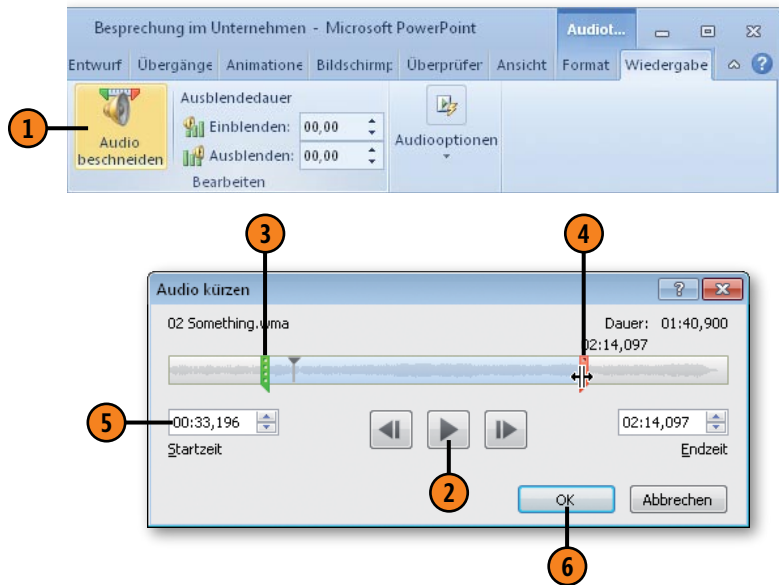 Besprechung im Unternehmen - Microsoft PowerPoint Audiot...
Entwurf Übergänge Animatione Bildschirmp Überprüfer Ansicht Format Wiedergabe
1
Audio beschneiden
Ausblendedauer
Einblenden: 00,00
Ausblenden: 00,00
Bearbeiten
Audiooptionen
3
4
Audio kürzen
02 Something.wma Dauer: 01:40,900
02:14,097
5
00:33,196
Startzeit
02:14,097
Endzeit
2
OK
Abbrechen
6